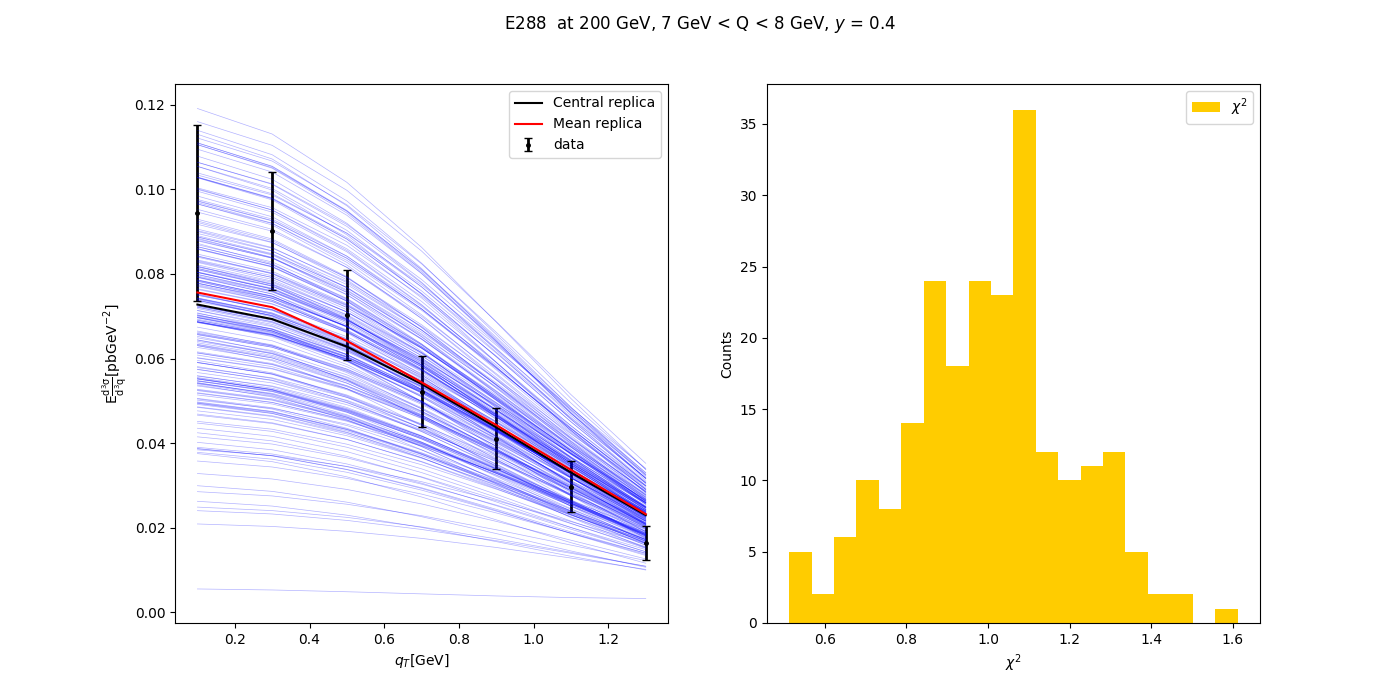 E288 at 200 GeV, 7 GeV < Q < 8 GeV, y = 0.4
E d³σ/d³q [pbGeV⁻²]
0.12
0.10
0.08
0.06
0.04
0.02
0.00
Central replica
Mean replica
data
0.2 0.4 0.6 0.8 1.0 1.2
q_T[GeV]
Counts
35
30
25
20
15
10
5
0
χ²
0.6 0.8 1.0 1.2 1.4 1.6
χ²